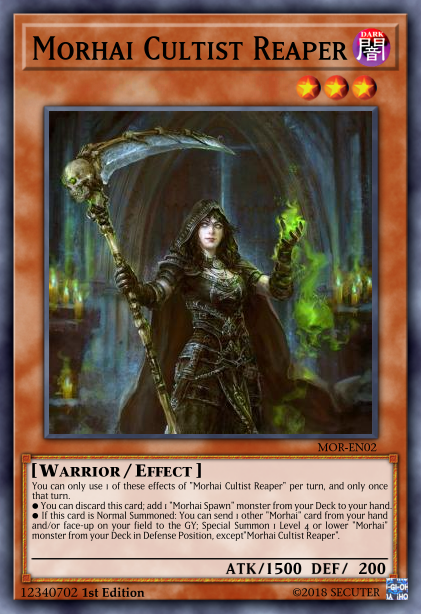 Morhai Cultist Reaper
DARK
闇
MOR-EN02
[Warrior/Effect]
You can only use 1 of these effects of "Morhai Cultist Reaper" per turn, and only once
that turn.
● You can discard this card; add 1 "Morhai Spawn" monster from your Deck to your hand.
● If this card is Normal Summoned: You can send 1 other "Morhai" card from your hand
and/or face-up on your field to the GY; Special Summon 1 Level 4 or lower "Morhai"
monster from your Deck in Defense Position, except"Morhai Cultist Reaper".
ATK/1500 DEF/ 200
12340702 1st Edition
©2018 SECUTER